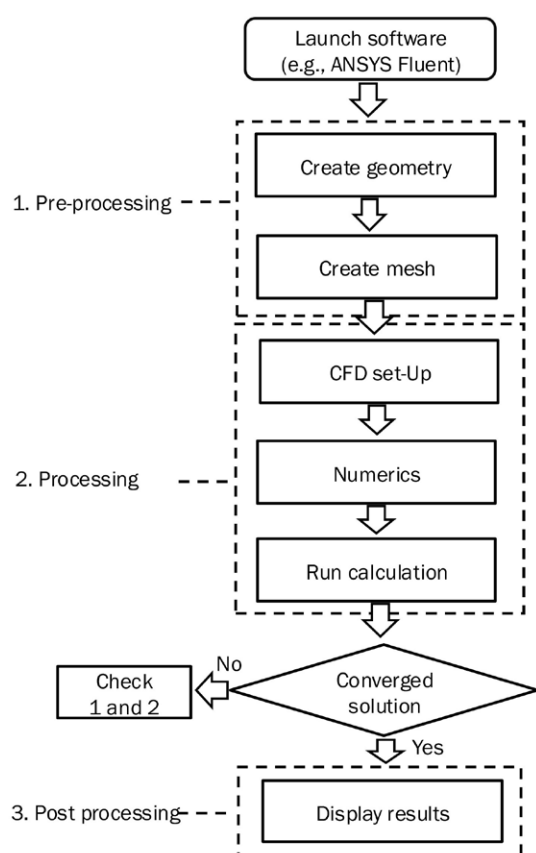 Launch software
(e.g., ANSYS Fluent)
Create geometry
1. Pre-processing
Create mesh
CFD set-Up
Numerics
2. Processing
Run calculation
No
Check
1 and 2
Converged
solution
Yes
3. Post processing
Display results